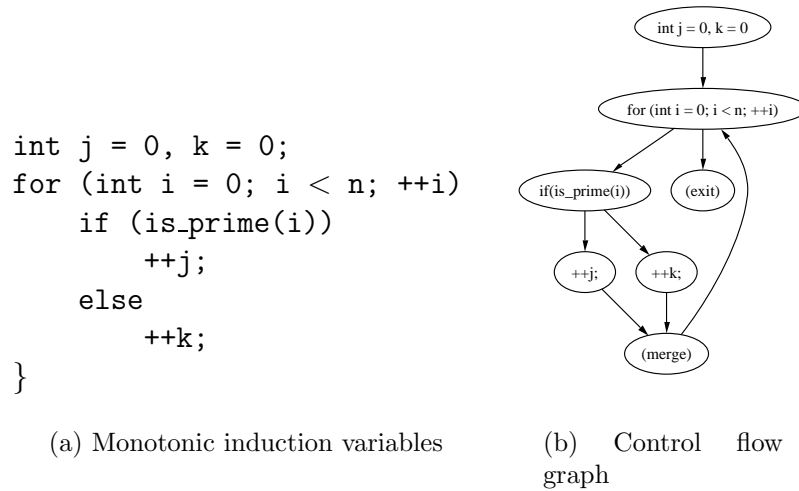 int j = 0, k = 0;
for (int i = 0; i < n; ++i)
if (is_prime(i))
++j;
else
++k;
}
(a) Monotonic induction variables
int j = 0, k = 0
for (int i = 0; i < n; ++i)
if(is_prime(i))
(exit)
++j;
++k;
(merge)
(b) Control flow
graph